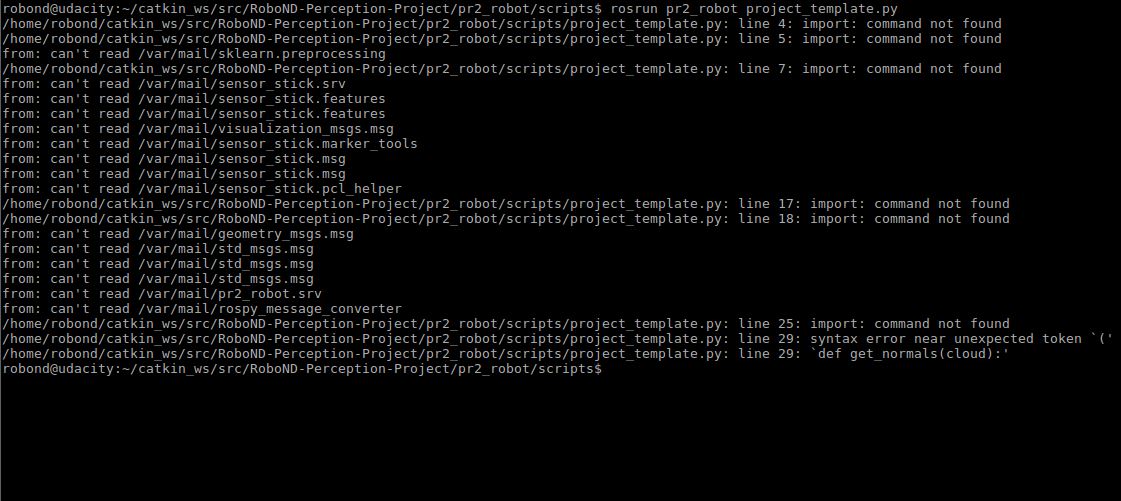 robond@udacity:~/catkin_ws/src/RoboND-Perception-Project/pr2_robot/scripts$ rosrun pr2_robot project_template.py
/home/robond/catkin_ws/src/RoboND-Perception-Project/pr2_robot/scripts/project_template.py: line 4: import: command not found
/home/robond/catkin_ws/src/RoboND-Perception-Project/pr2_robot/scripts/project_template.py: line 5: import: command not found
from: can't read /var/mail/sklearn.preprocessing
/home/robond/catkin_ws/src/RoboND-Perception-Project/pr2_robot/scripts/project_template.py: line 7: import: command not found
from: can't read /var/mail/sensor_stick.srv
from: can't read /var/mail/sensor_stick.features
from: can't read /var/mail/sensor_stick.features
from: can't read /var/mail/visualization_msgs.msg
from: can't read /var/mail/sensor_stick.marker_tools
from: can't read /var/mail/sensor_stick.msg
from: can't read /var/mail/sensor_stick.msg
from: can't read /var/mail/sensor_stick.pcl_helper
/home/robond/catkin_ws/src/RoboND-Perception-Project/pr2_robot/scripts/project_template.py: line 17: import: command not found
/home/robond/catkin_ws/src/RoboND-Perception-Project/pr2_robot/scripts/project_template.py: line 18: import: command not found
from: can't read /var/mail/geometry_msgs.msg
from: can't read /var/mail/std_msgs.msg
from: can't read /var/mail/std_msgs.msg
from: can't read /var/mail/std_msgs.msg
from: can't read /var/mail/pr2_robot.srv
from: can't read /var/mail/rospy_message_converter
/home/robond/catkin_ws/src/RoboND-Perception-Project/pr2_robot/scripts/project_template.py: line 25: import: command not found
/home/robond/catkin_ws/src/RoboND-Perception-Project/pr2_robot/scripts/project_template.py: line 29: syntax error near unexpected token `('
/home/robond/catkin_ws/src/RoboND-Perception-Project/pr2_robot/scripts/project_template.py: line 29: `def get_normals(cloud):'
robond@udacity:~/catkin_ws/src/RoboND-Perception-Project/pr2_robot/scripts$